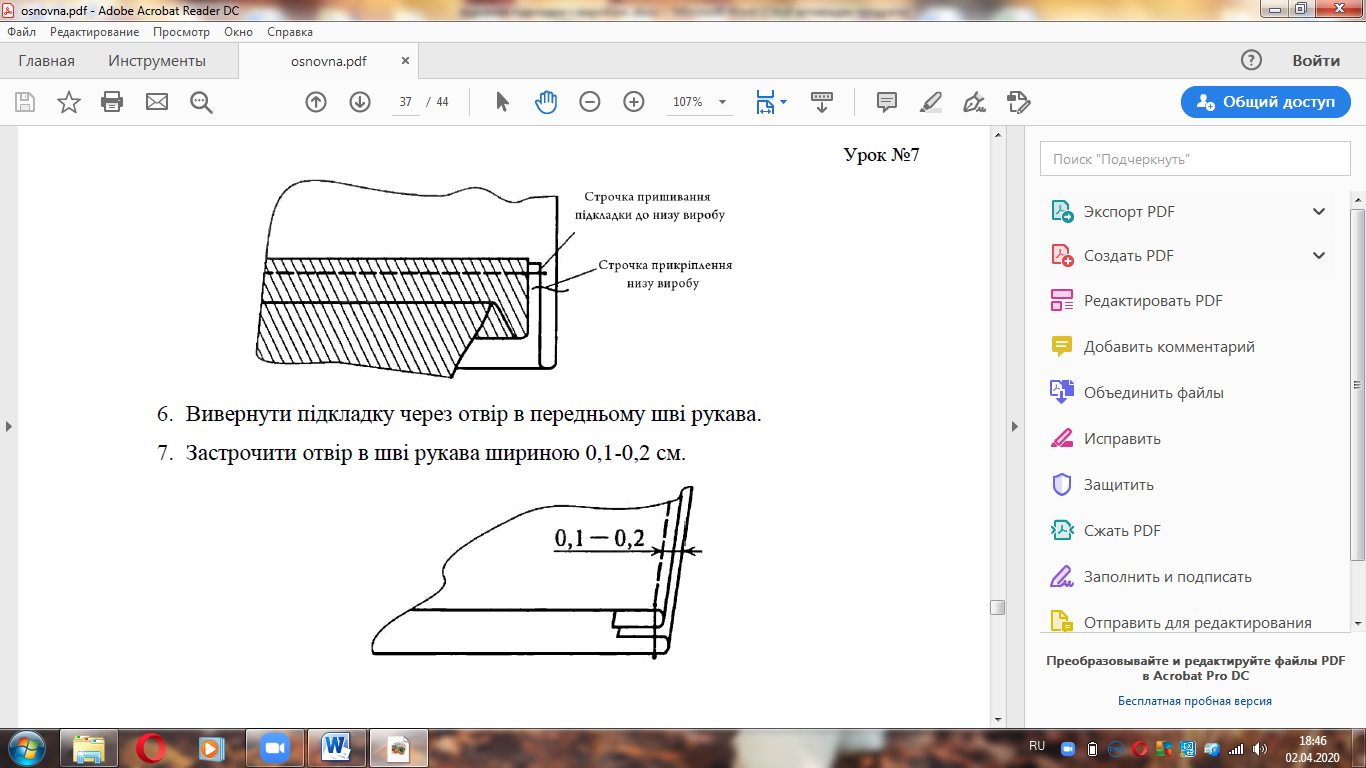 osnovna.pdf - Adobe Acrobat Reader DC
Файл Редактирование Просмотр Окно Справка
Главная Инструменты osnovna.pdf × ? Войти
37 / 44 107% Общий доступ
Урок №7
Строчка пришивання
підкладки до низу виробу
Строчка прикріплення
низу виробу
6. Вивернути підкладку через отвір в передньому шві рукава.
7. Застрочити отвір в шві рукава шириною 0,1-0,2 см.
0,1 – 0,2
Поиск "Подчеркнуть"
Экспорт PDF
Создать PDF
Редактировать PDF
Добавить комментарий
Объединить файлы
Исправить
Защитить
Сжать PDF
Заполнить и подписать
Отправить для редактирования
Преобразовывайте и редактируйте файлы PDF
в Acrobat Pro DC
Бесплатная пробная версия
RU
18:46
02.04.2020